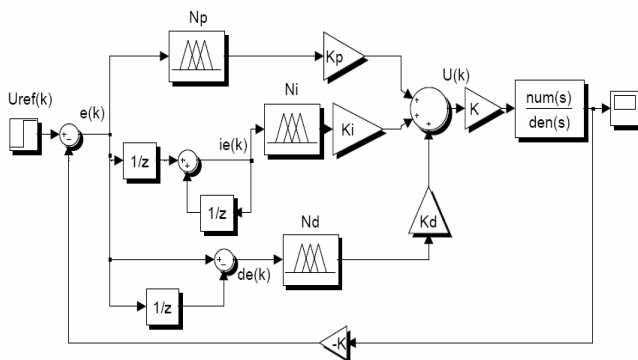 Np
Kp
Uref(k)
e(k)
Ni
U(k)
K
num(s)
den(s)
+
-
+
+
+
1/z
+
+
ie(k)
Ki
1/z
Nd
Kd
+
-
de(k)
1/z
-K